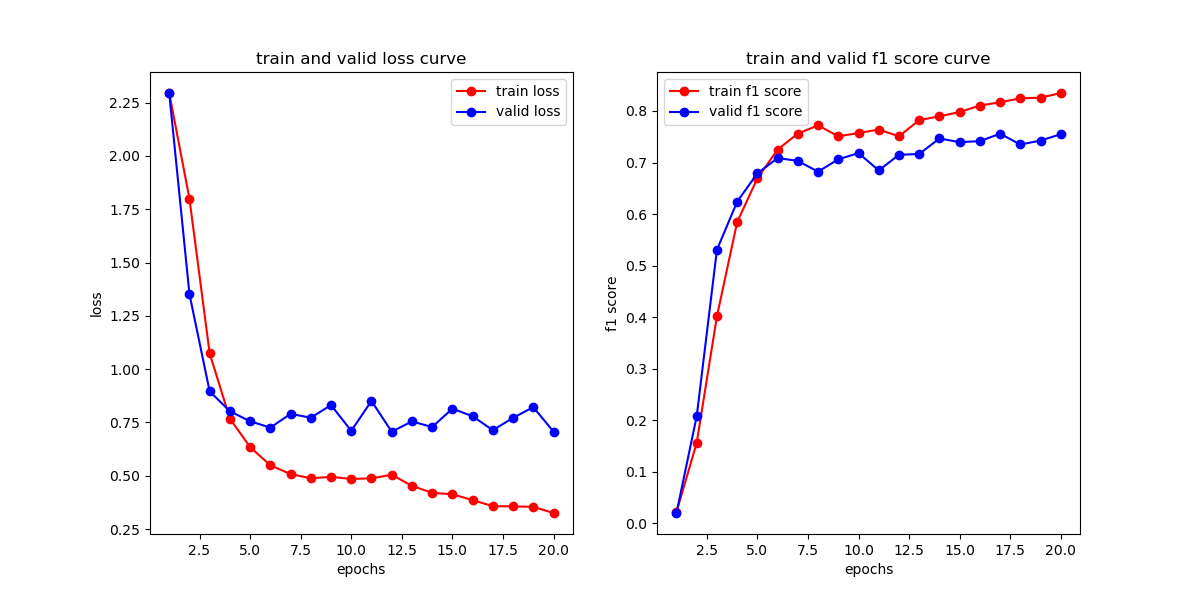 train and valid loss curve
train loss
valid loss
2.25
2.00
1.75
1.50
1.25
1.00
0.75
0.50
0.25
loss
2.5 5.0 7.5 10.0 12.5 15.0 17.5 20.0
epochs
train and valid f1 score curve
train f1 score
valid f1 score
0.8
0.7
0.6
0.5
0.4
0.3
0.2
0.1
0.0
f1 score
2.5 5.0 7.5 10.0 12.5 15.0 17.5 20.0
epochs